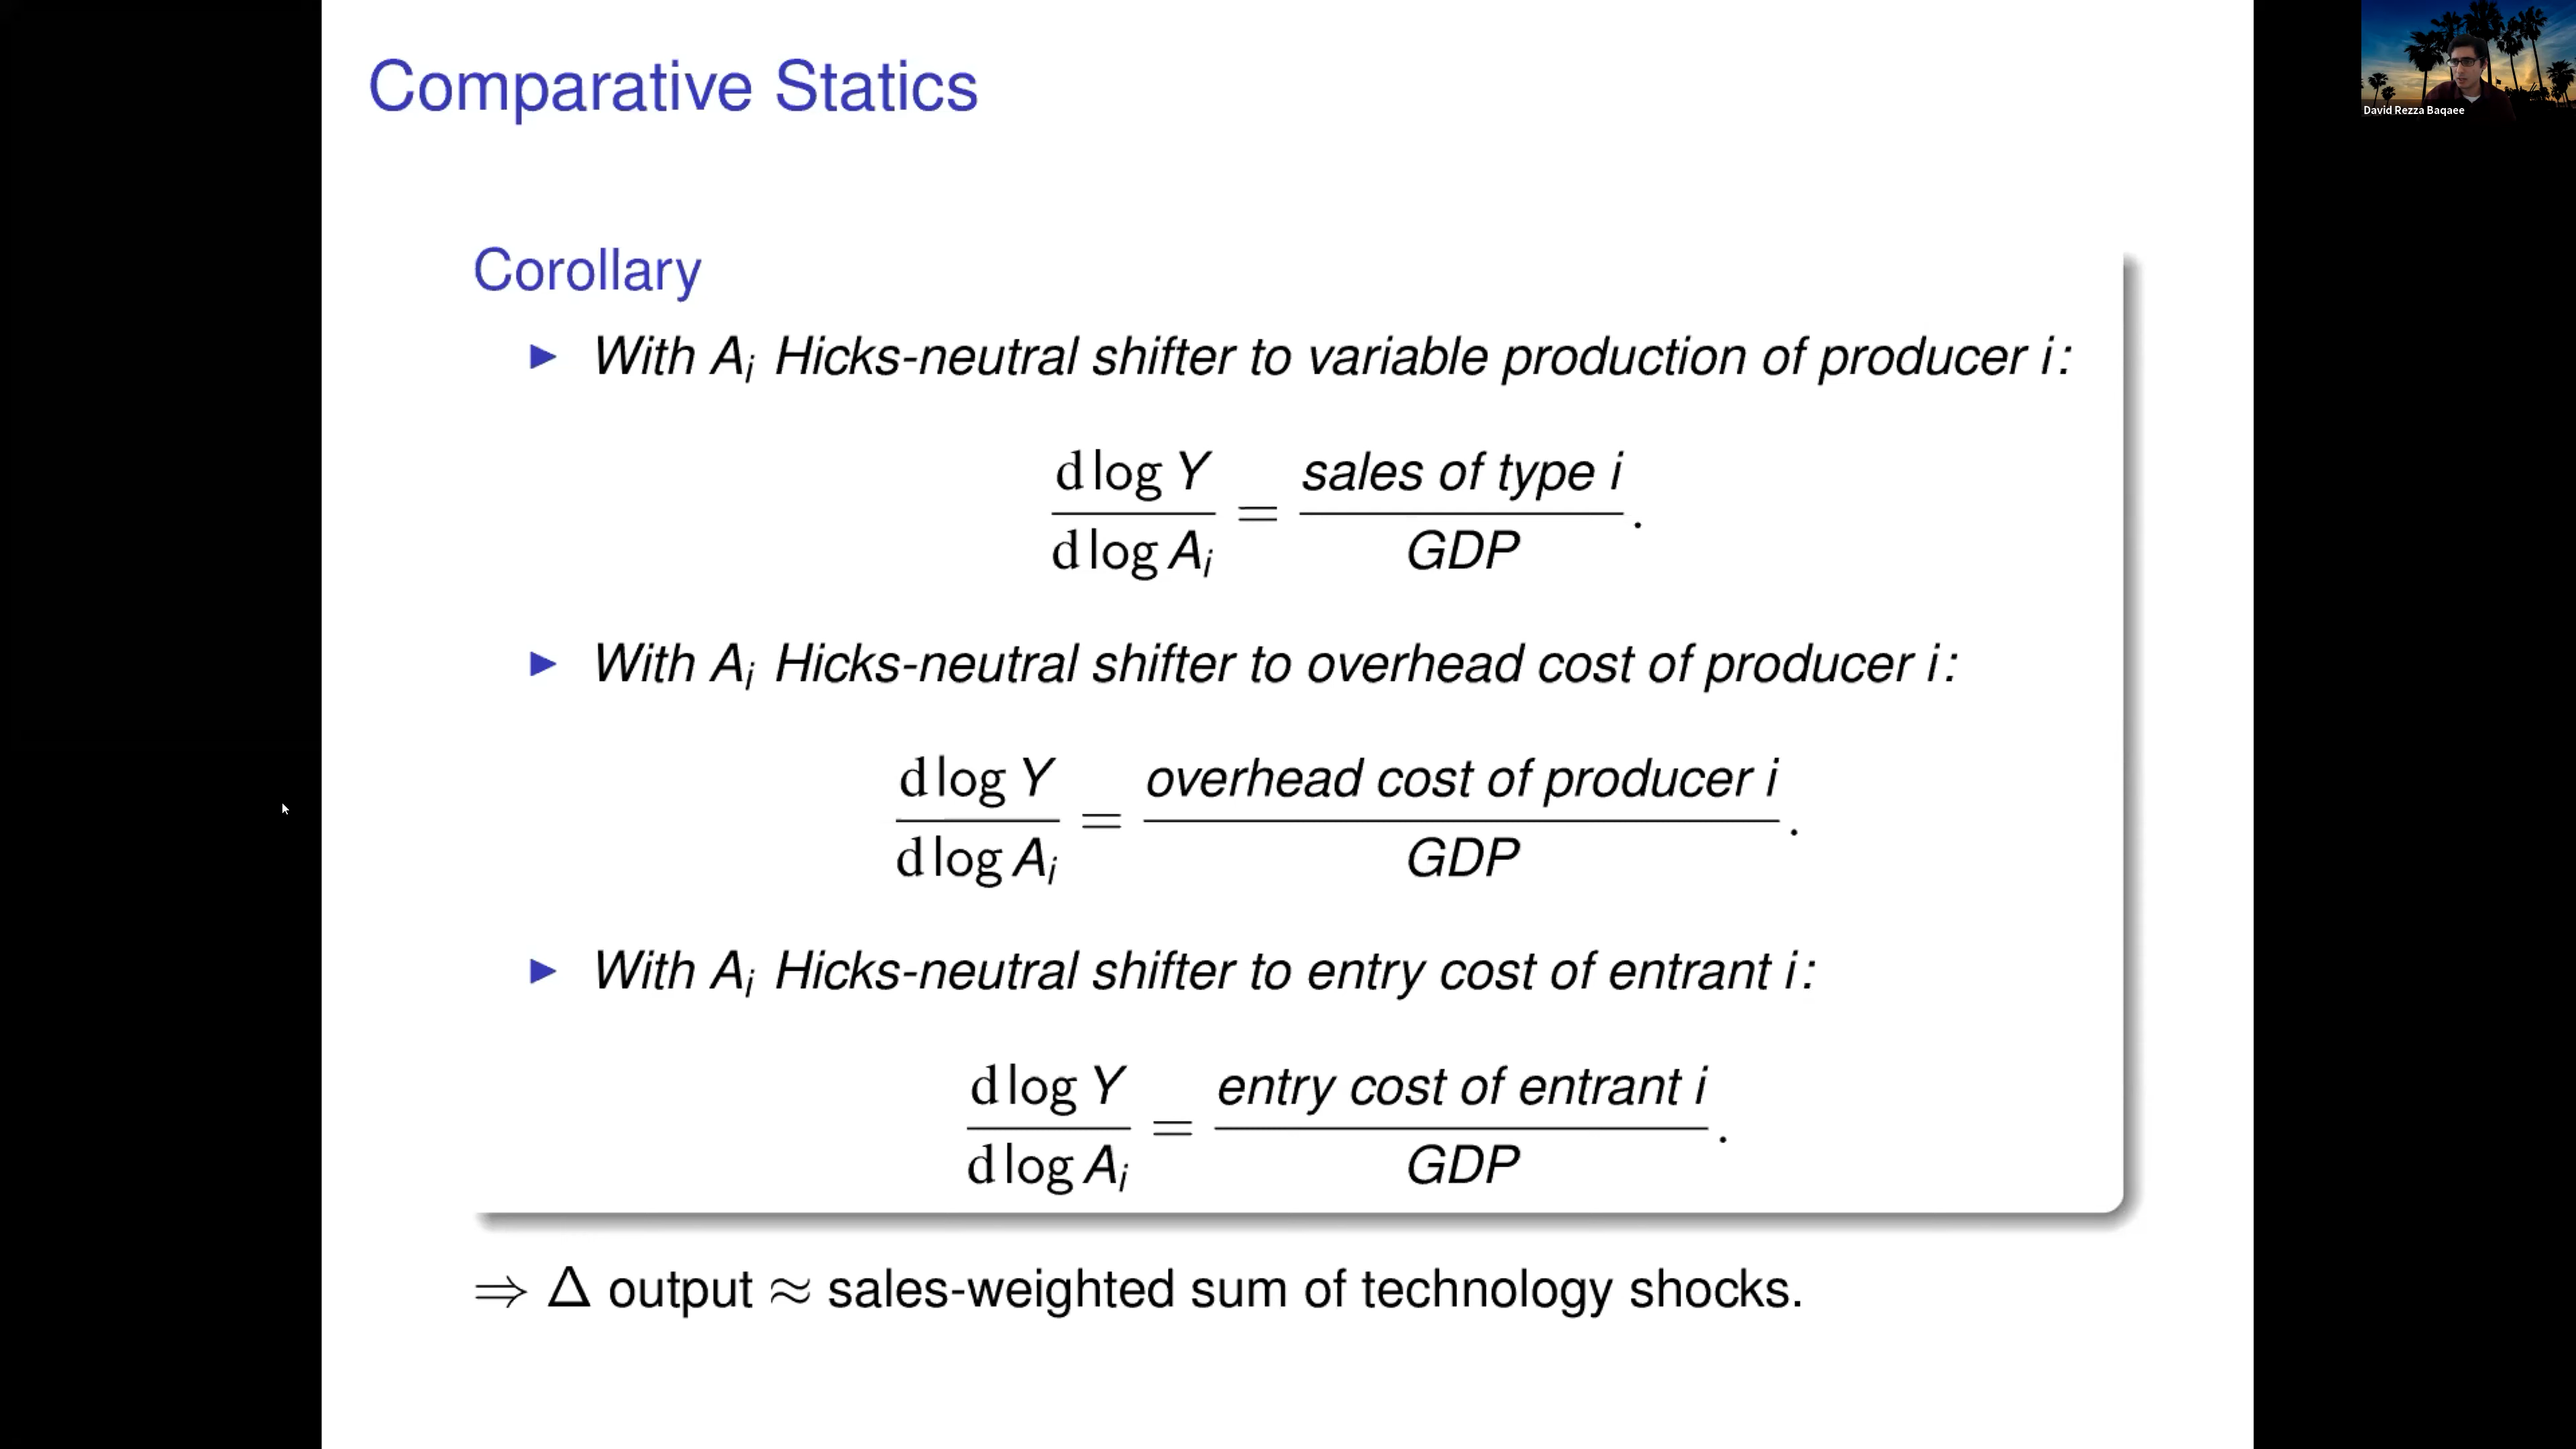 Comparative Statics
David Rezza Baqaee
Corollary
▶ With A_i Hicks-neutral shifter to variable production of producer i:
d log Y / d log A_i = sales of type i / GDP.
▶ With A_i Hicks-neutral shifter to overhead cost of producer i:
d log Y / d log A_i = overhead cost of producer i / GDP.
▶ With A_i Hicks-neutral shifter to entry cost of entrant i:
d log Y / d log A_i = entry cost of entrant i / GDP.
⇒ Δ output ≈ sales-weighted sum of technology shocks.